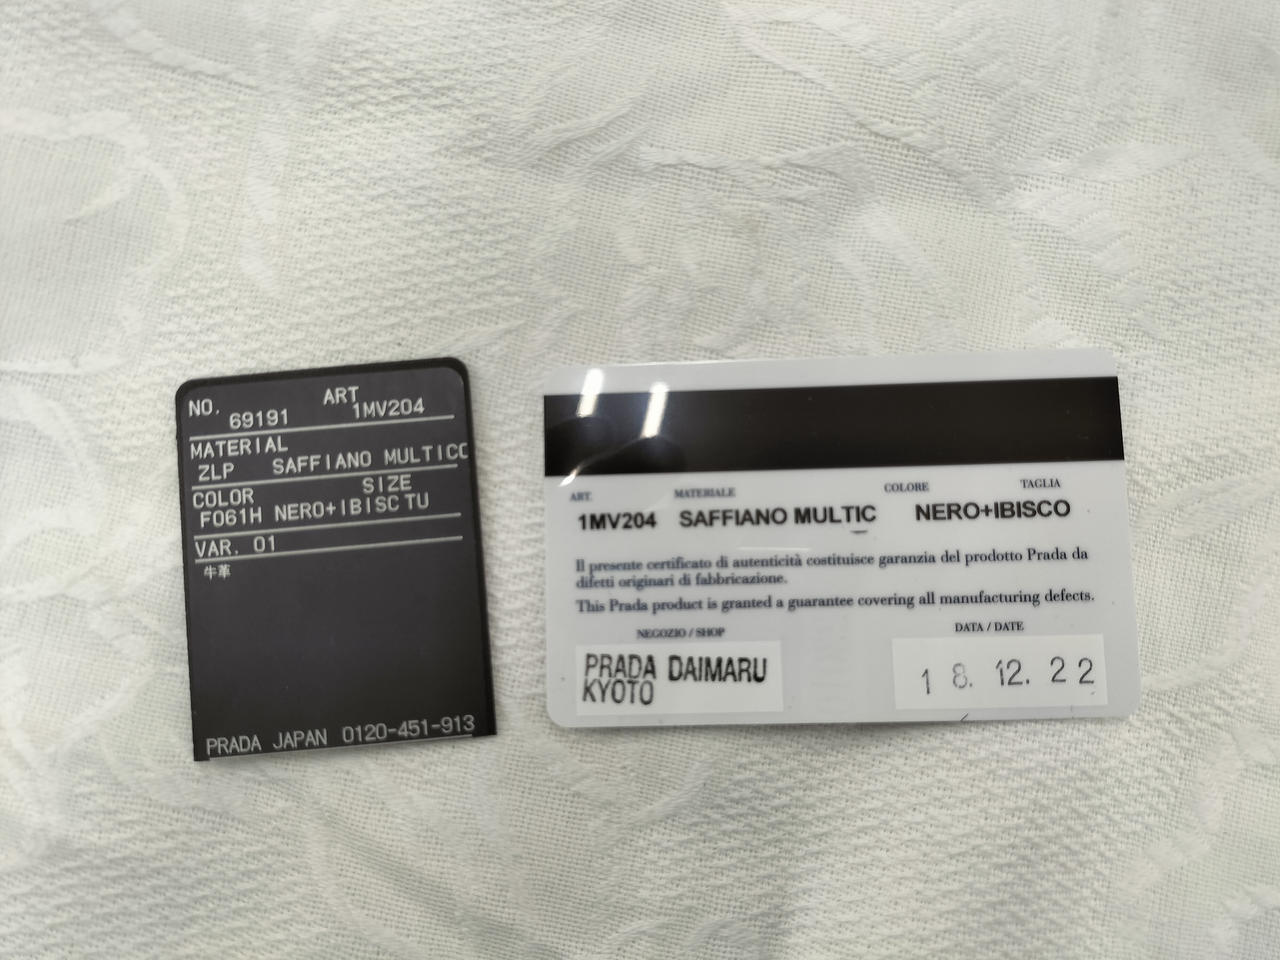 NO. ART
69191 1MV204
MATERIAL
ZLP SAFFIANO MULTICC
COLOR SIZE
F061H NERO+IBISC TU
VAR. 01
牛革
PRADA JAPAN 0120-451-913
ART. MATERIALE COLORE TAGLIA
1MV204 SAFFIANO MULTIC NERO+IBISCO
Il presente certificato di autenticità costituisce garanzia del prodotto Prada da
difetti originari di fabbricazione.
This Prada product is granted a guarantee covering all manufacturing defects.
NEGOZIO / SHOP DATA / DATE
PRADA DAIMARU
KYOTO
18. 12. 22